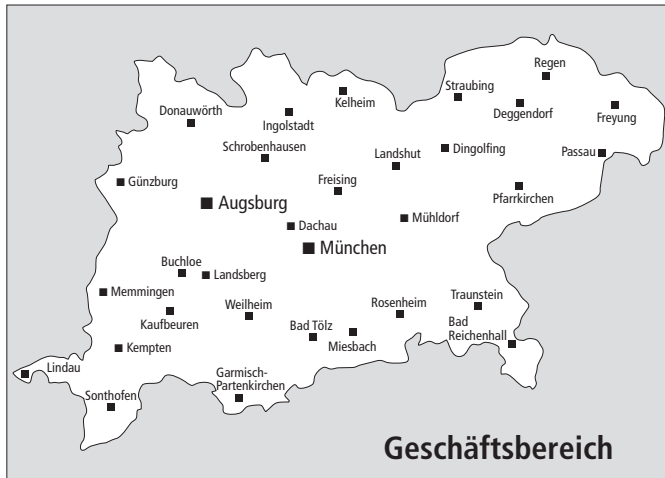 Regen
Straubing
Kelheim
Deggendorf
Freyung
Donauwörth
Ingolstadt
Schrobenhausen
Dingolfing
Landshut
Passau
Günzburg
Freising
Pfarrkirchen
Augsburg
Mühldorf
Dachau
München
Buchloe
Landsberg
Memmingen
Traunstein
Weilheim
Rosenheim
Kaufbeuren
Bad Tölz
Bad
Reichenhall
Miesbach
Kempten
Lindau
Garmisch-
Partenkirchen
Sonthofen
Geschäftsbereich